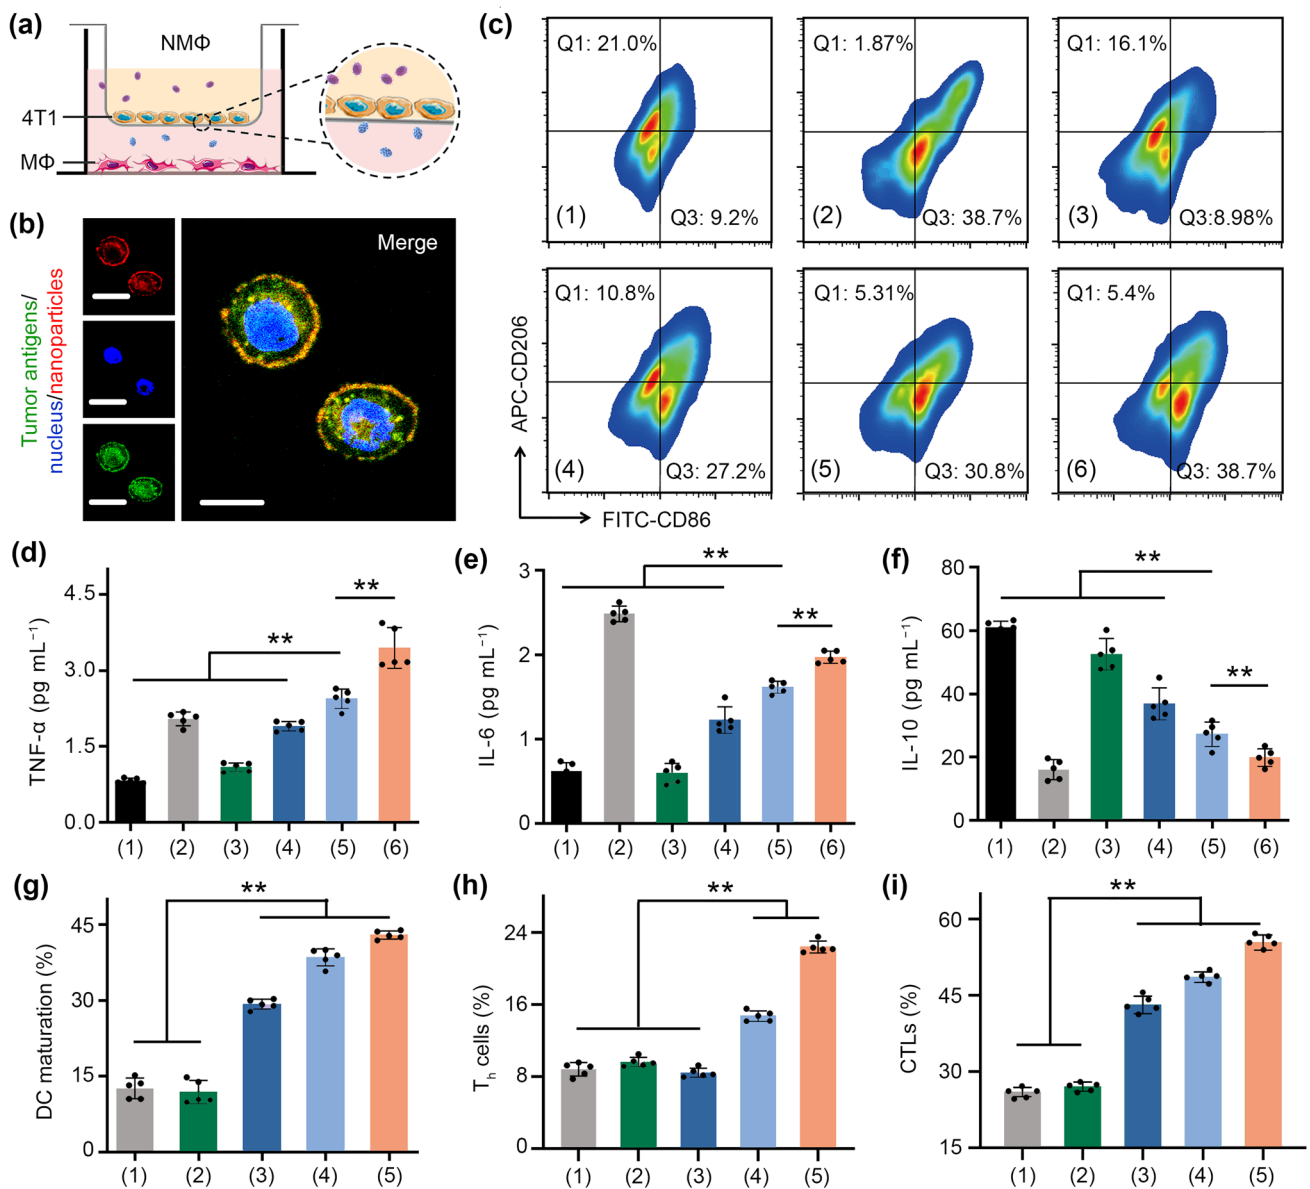 (a)
NMΦ
4T1
MΦ
(b)
Tumor antigens/
nucleus/nanoparticles
Merge
(c)
Q1: 21.0%
(1)
Q3: 9.2%
Q1: 1.87%
(2)
Q3: 38.7%
Q1: 16.1%
(3)
Q3:8.98%
Q1: 10.8%
(4)
Q3: 27.2%
Q1: 5.31%
(5)
Q3: 30.8%
Q1: 5.4%
(6)
Q3: 38.7%
APC-CD206
FITC-CD86
(d)
TNF-α (pg mL⁻¹)
4.5
3.0
1.5
0.0
**
**
(1) (2) (3) (4) (5) (6)
(e)
IL-6 (pg mL⁻¹)
3
2
1
0
**
**
(1) (2) (3) (4) (5) (6)
(f)
IL-10 (pg mL⁻¹)
80
60
40
20
0
**
**
(1) (2) (3) (4) (5) (6)
(g)
DC maturation (%)
45
30
15
0
**
(1) (2) (3) (4) (5)
(h)
Tₕ cells (%)
24
16
8
0
**
(1) (2) (3) (4) (5)
(i)
CTLs (%)
60
45
30
15
**
(1) (2) (3) (4) (5)